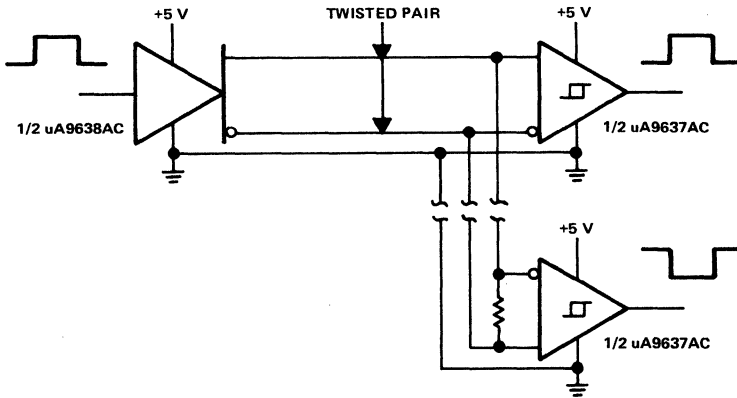 +5 V
TWISTED PAIR
+5 V
1/2 uA9638AC
1/2 uA9637AC
+5 V
1/2 uA9637AC